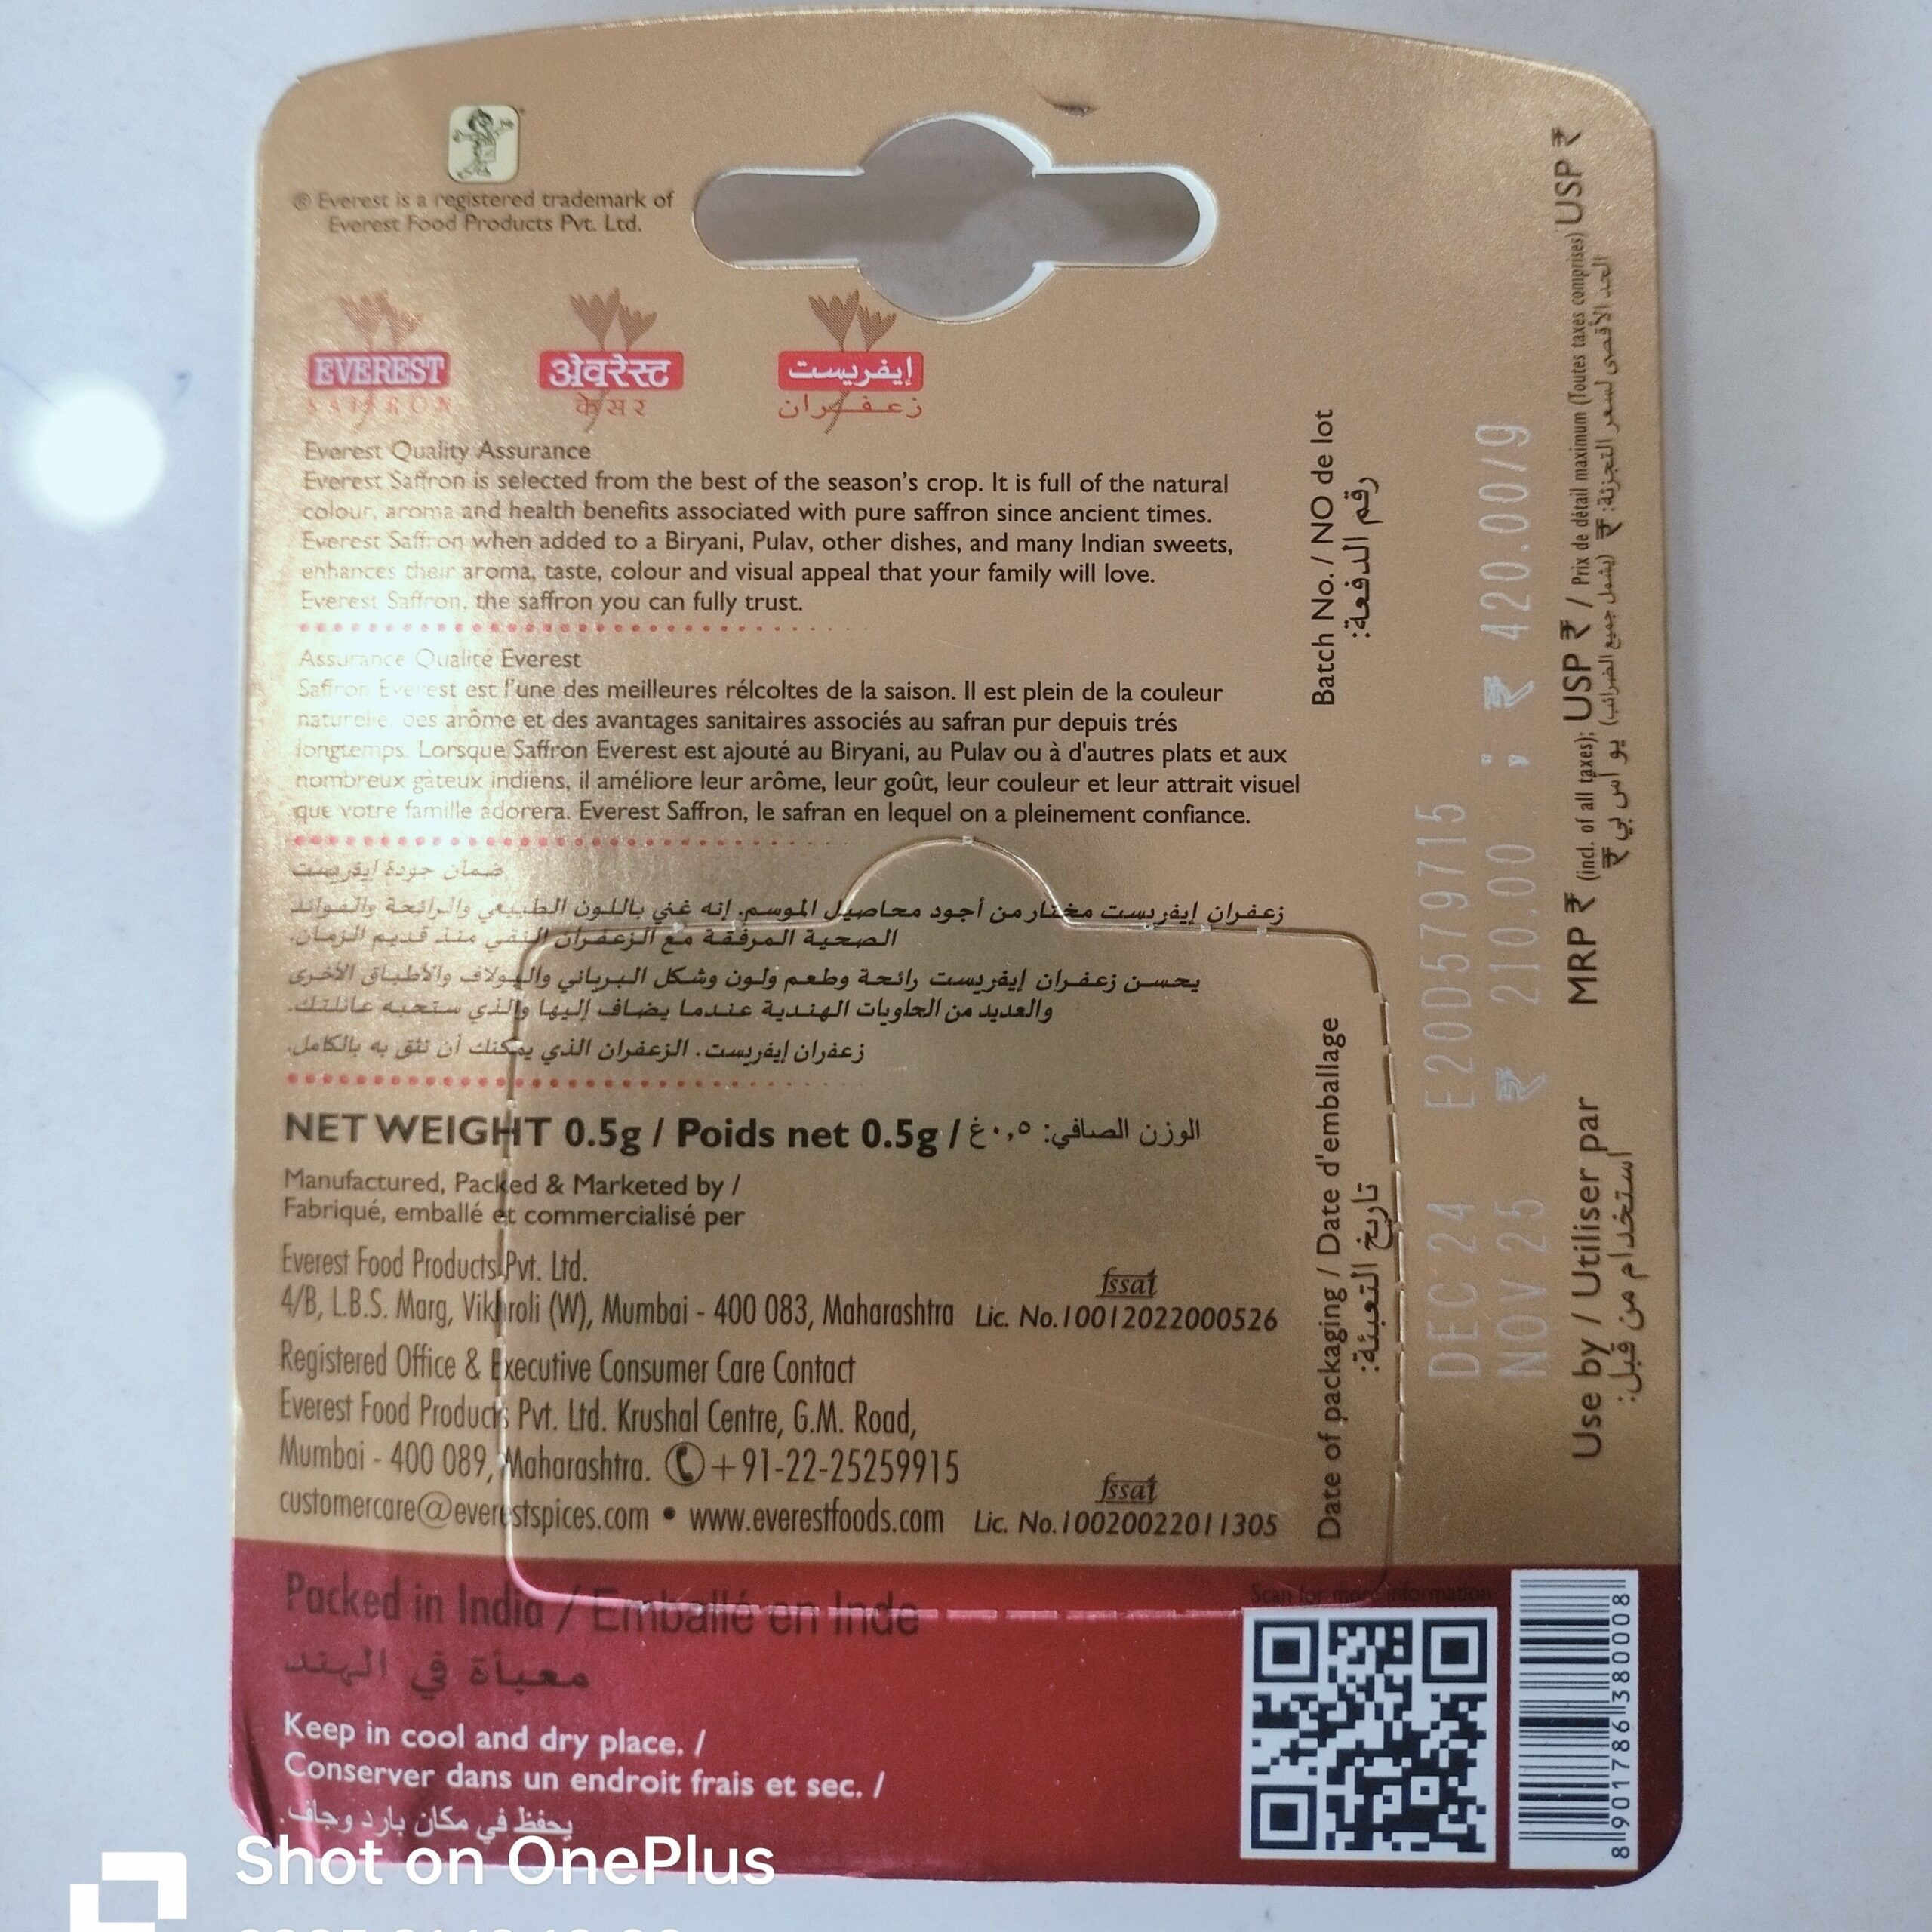 ® Everest is a registered trademark of
Everest Food Products Pvt. Ltd.
EVEREST
SAFFRON
ॲवरेस्ट
केसर
إيفريست
زعفران
Everest Quality Assurance
Everest Saffron is selected from the best of the season's crop. It is full of the natural
colour, aroma and health benefits associated with pure saffron since ancient times.
Everest Saffron when added to a Biryani, Pulav, other dishes, and many Indian sweets,
enhances their aroma, taste, colour and visual appeal that your family will love.
Everest Saffron, the saffron you can fully trust.
Assurance Qualité Everest
Saffron Everest est l'une des meilleures rélcoltes de la saison. Il est plein de la couleur
naturelle, des arôme et des avantages sanitaires associés au safran pur depuis trés
longtemps. Lorsque Saffron Everest est ajouté au Biryani, au Pulav ou à d'autres plats et aux
nombreux gâteux indiens, il améliore leur arôme, leur goût, leur couleur et leur attrait visuel
que votre famille adorera. Everest Saffron, le safran en lequel on a pleinement confiance.
ضمان جودة إيفريست
زعفران إيفريست مختار من أجود محاصيل الموسم. إنه غني باللون الطبيعي والرائحة والفوائد
الصحية المرفقة مع الزعفران النقي منذ قديم الزمان.
يحسن زعفران إيفريست رائحة وطعم ولون وشكل البرياني والپولاف والأطباق الأخرى
والعديد من الحلويات الهندية عندما يضاف إليها والذي ستحبه عائلتك.
زعفران إيفريست. الزعفران الذي يمكنك أن تثق به بالكامل.
NET WEIGHT 0.5g / Poids net 0.5g / الوزن الصافي: ٠,٥غ
Manufactured, Packed & Marketed by /
Fabriqué, emballé et commercialisé per
Everest Food Products Pvt. Ltd.
4/B, L.B.S. Marg, Vikhroli (W), Mumbai - 400 083, Maharashtra
fssai
Lic. No.10012022000526
Registered Office & Executive Consumer Care Contact
Everest Food Products Pvt. Ltd. Krushal Centre, G.M. Road,
Mumbai - 400 089, Maharashtra. +91-22-25259915
customercare@everestspices.com • www.everestfoods.com
fssai
Lic. No.10020022011305
Batch No. / NO de lot
رقم الدفعة:
Date of packaging / Date d'emballage
تاريخ التعبئة:
DEC 24 E20D579715
NOV 25 ₹ 210.00 ; ₹ 420.00/9
Use by / Utiliser par
استخدام من قبل:
MRP ₹ (incl. of all taxes); USP ₹ / Prix de détail maximum (Toutes taxes comprises) USP ₹
الحد الأقصى لسعر التجزئة: ₹ (يشمل جميع الضرائب) يو أس بي ₹
Packed in India / Emballé en Inde
معبأة في الهند
Keep in cool and dry place. /
Conserver dans un endroit frais et sec. /
يحفظ في مكان بارد وجاف.
Scan for more information
8901786380008
Shot on OnePlus